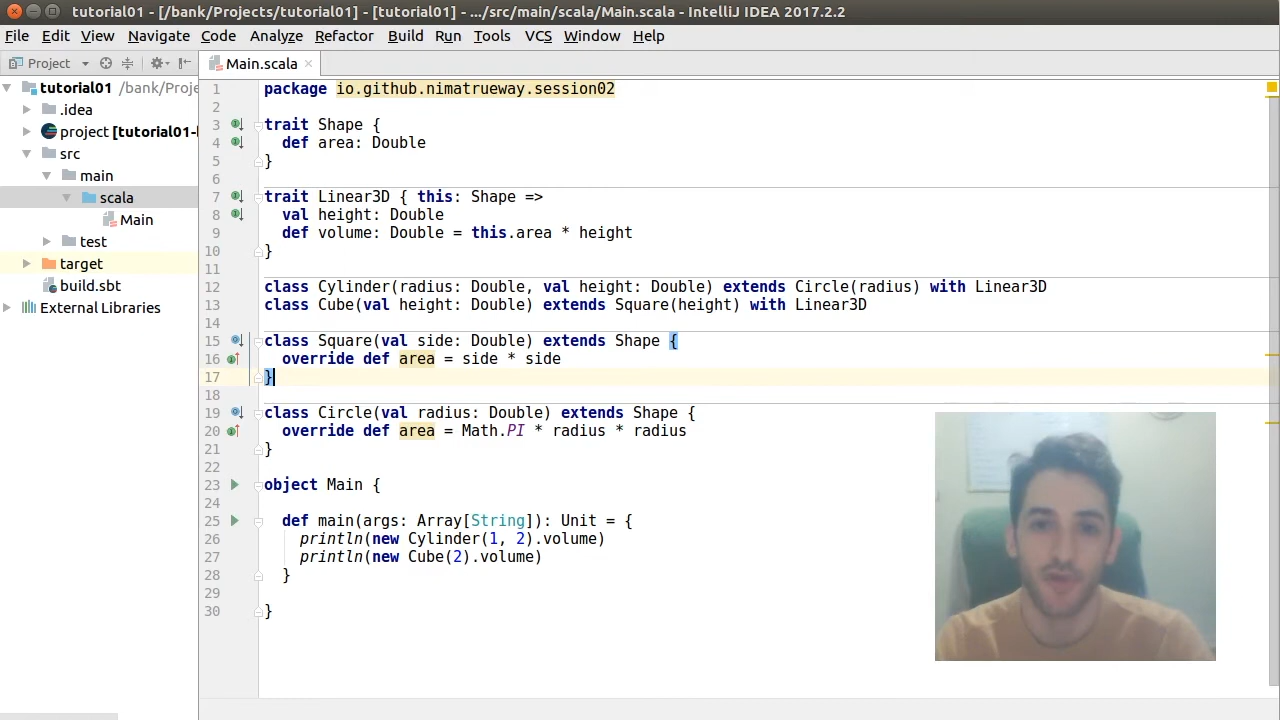 tutorial01 - [/bank/Projects/tutorial01] - [tutorial01] - .../src/main/scala/Main.scala - IntelliJ IDEA 2017.2.2
File Edit View Navigate Code Analyze Refactor Build Run Tools VCS Window Help
Project
Main.scala
tutorial01 /bank/Proje
.idea
project [tutorial01-
src
main
scala
Main
test
target
build.sbt
External Libraries
1 package io.github.nimatrueway.session02
2
3 trait Shape {
4 def area: Double
5 }
6
7 trait Linear3D { this: Shape =>
8 val height: Double
9 def volume: Double = this.area * height
10 }
11
12 class Cylinder(radius: Double, val height: Double) extends Circle(radius) with Linear3D
13 class Cube(val height: Double) extends Square(height) with Linear3D
14
15 class Square(val side: Double) extends Shape {
16 override def area = side * side
17 }
18
19 class Circle(val radius: Double) extends Shape {
20 override def area = Math.PI * radius * radius
21 }
22
23 object Main {
24
25 def main(args: Array[String]): Unit = {
26 println(new Cylinder(1, 2).volume)
27 println(new Cube(2).volume)
28 }
29
30 }